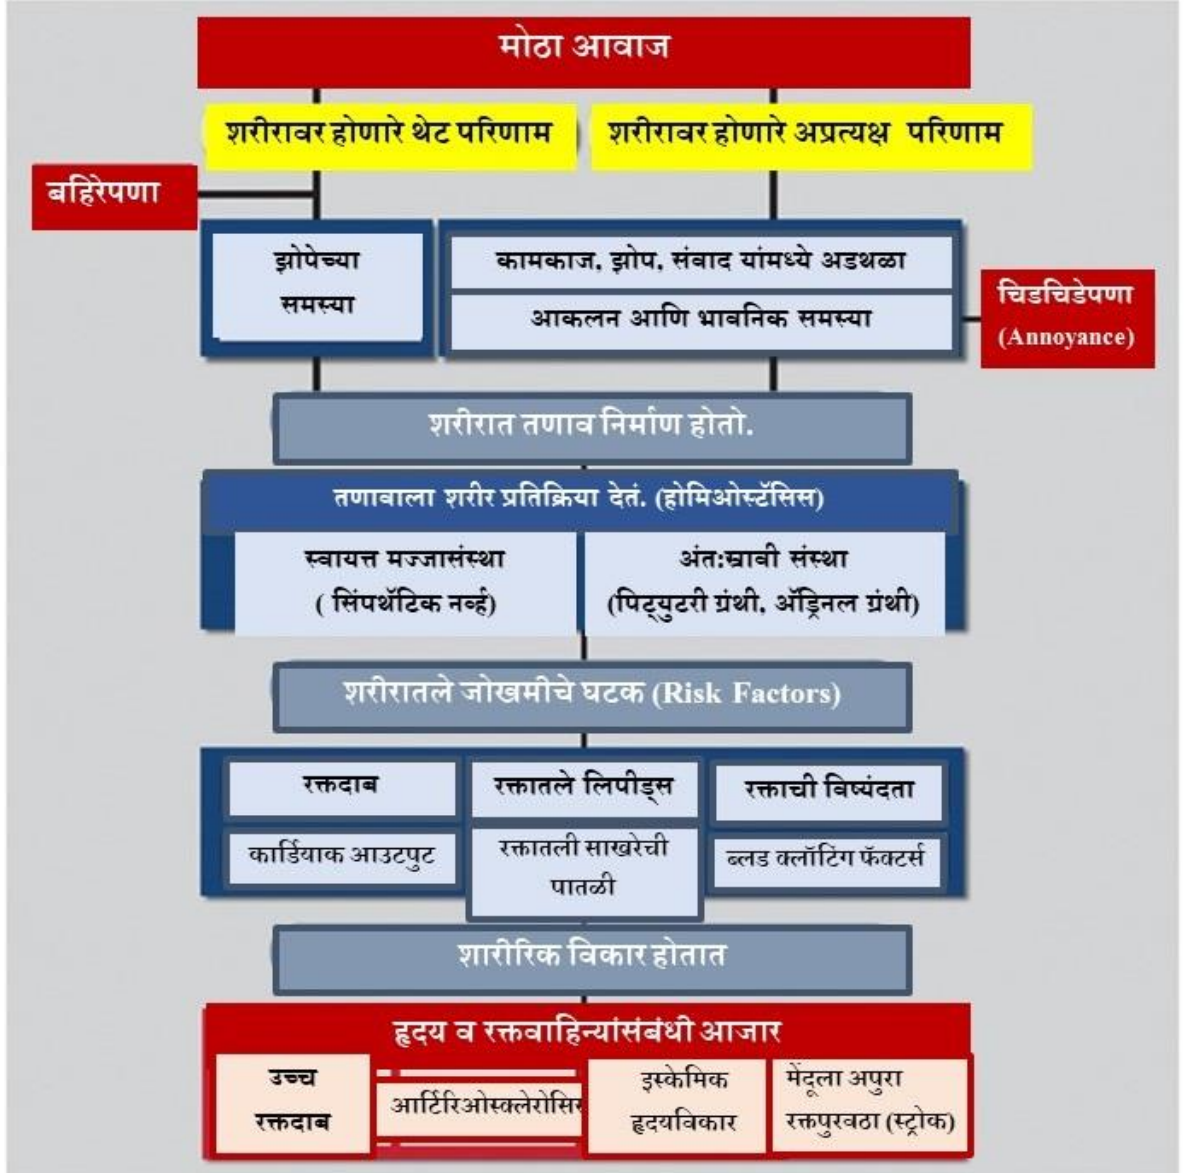 मोठा आवाज
शरीरावर होणारे थेट परिणाम
शरीरावर होणारे अप्रत्यक्ष परिणाम
बहिरेपणा
झोपेच्या
समस्या
कामकाज, झोप, संवाद यांमध्ये अडथळा
आकलन आणि भावनिक समस्या
चिडचिडेपणा
(Annoyance)
शरीरात तणाव निर्माण होतो.
तणावाला शरीर प्रतिक्रिया देतं. (होमिओस्टॅसिस)
स्वायत्त मज्जासंस्था
( सिंपथॅटिक नर्व्ह)
अंत:स्रावी संस्था
(पिट्युटरी ग्रंथी, अ‍ॅड्रिनल ग्रंथी)
शरीरातले जोखमीचे घटक (Risk Factors)
रक्तदाब
रक्तातले लिपीड्स
रक्ताची विष्यंदता
कार्डियाक आउटपुट
रक्तातली साखरेची
पातळी
ब्लड क्लॉटिंग फॅक्टर्स
शारीरिक विकार होतात
हृदय व रक्तवाहिन्यांसंबंधी आजार
उच्च
रक्तदाब
आर्टिरिओस्क्लेरोसिस
इस्केमिक
हृदयविकार
मेंदूला अपुरा
रक्तपुरवठा (स्ट्रोक)